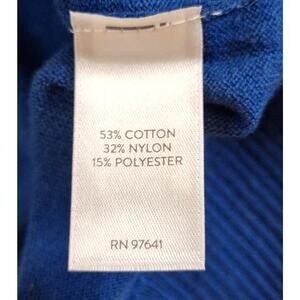 53% COTTON
32% NYLON
15% POLYESTER
RN 97641